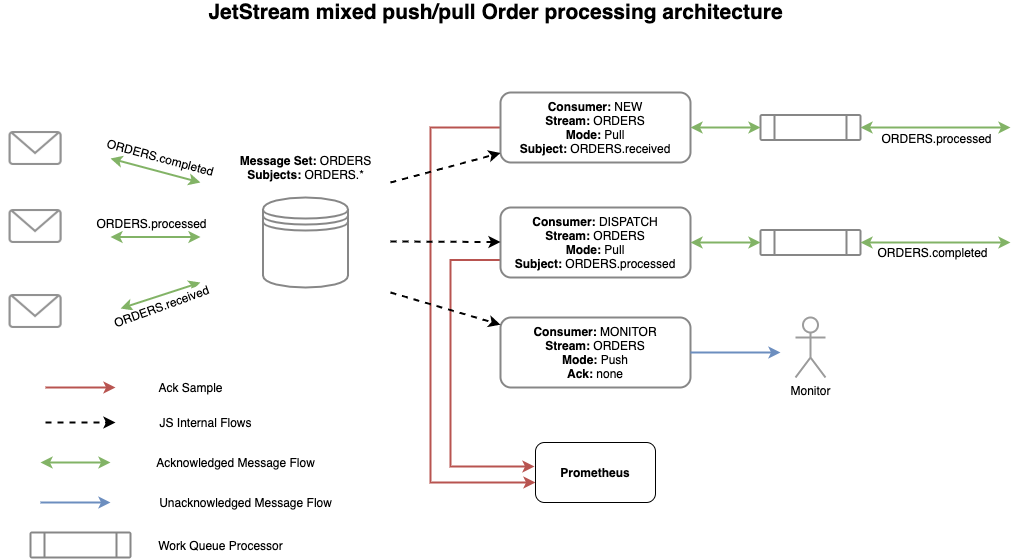 JetStream mixed push/pull Order processing architecture
ORDERS.completed
ORDERS.processed
ORDERS.received
Message Set: ORDERS
Subjects: ORDERS.*
Consumer: NEW
Stream: ORDERS
Mode: Pull
Subject: ORDERS.received
ORDERS.processed
Consumer: DISPATCH
Stream: ORDERS
Mode: Pull
Subject: ORDERS.processed
ORDERS.completed
Consumer: MONITOR
Stream: ORDERS
Mode: Push
Ack: none
Monitor
Prometheus
Ack Sample
JS Internal Flows
Acknowledged Message Flow
Unacknowledged Message Flow
Work Queue Processor